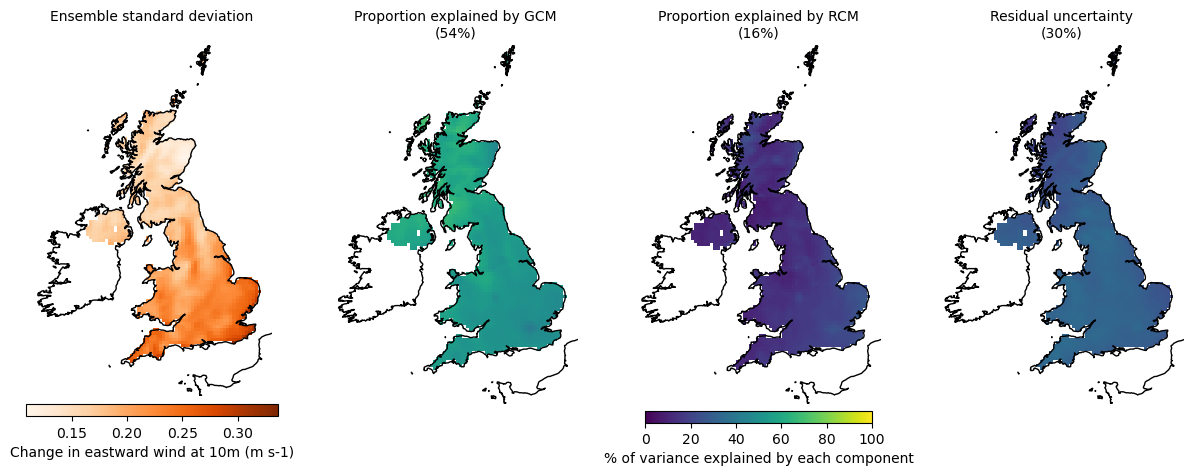 Ensemble standard deviation
Proportion explained by GCM
(54%)
Proportion explained by RCM
(16%)
Residual uncertainty
(30%)
0.15 0.20 0.25 0.30
Change in eastward wind at 10m (m s-1)
0 20 40 60 80 100
% of variance explained by each component